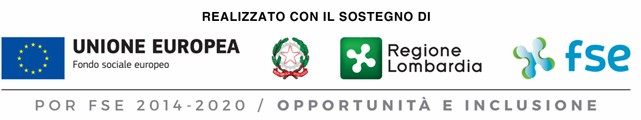 REALIZZATO CON IL SOSTEGNO DI
UNIONE EUROPEA
Fondo sociale europeo
Regione
Lombardia
fse
POR FSE 2014-2020 / OPPORTUNITÀ E INCLUSIONE